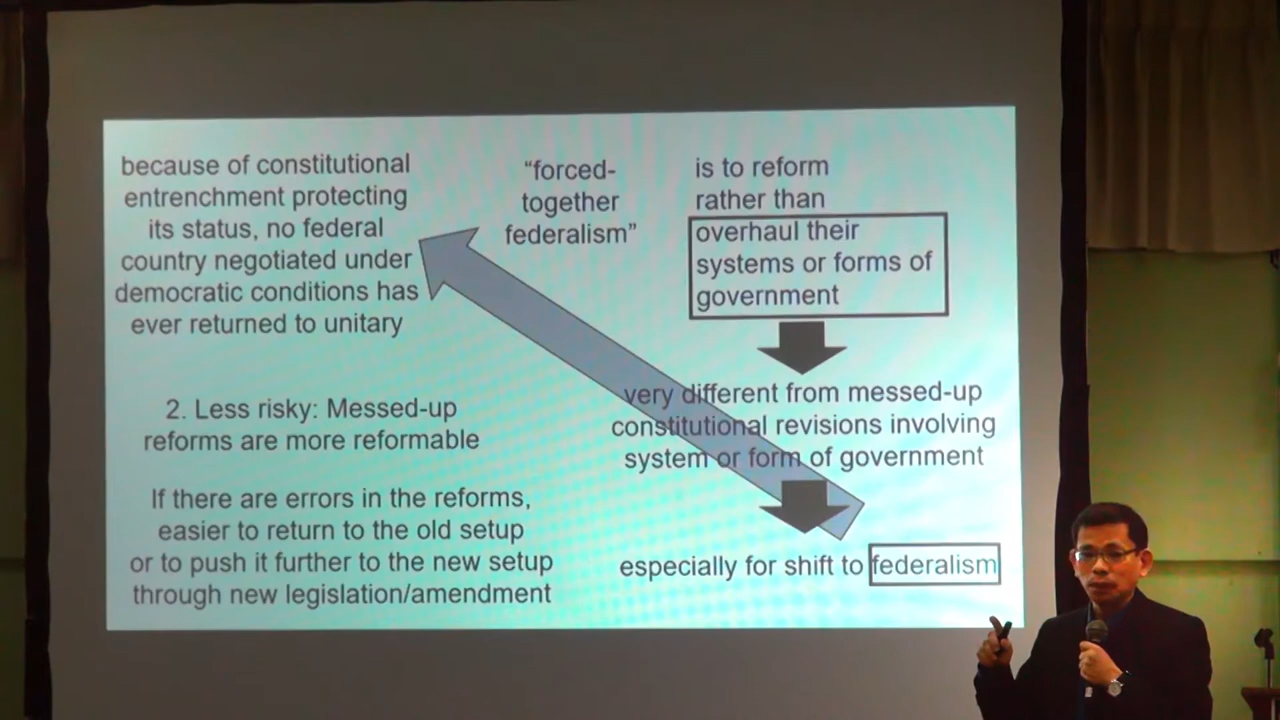 because of constitutional
entrenchment protecting
its status, no federal
country negotiated under
democratic conditions has
ever returned to unitary
“forced-
together
federalism”
is to reform
rather than
overhaul their
systems or forms of
government
2. Less risky: Messed-up
reforms are more reformable
very different from messed-up
constitutional revisions involving
system or form of government
If there are errors in the reforms,
easier to return to the old setup
or to push it further to the new setup
through new legislation/amendment
especially for shift to federalism